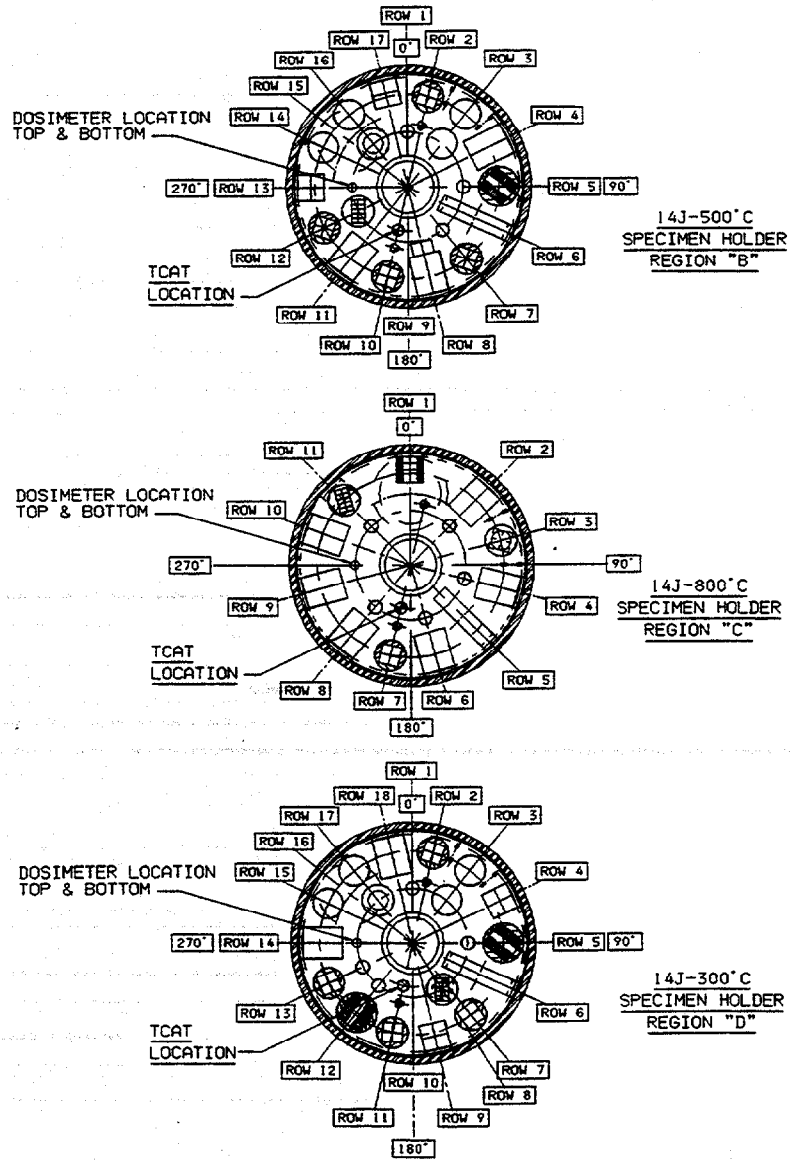 ROW 1
ROW 17
0°
ROW 2
ROW 16
ROW 3
ROW 15
DOSIMETER LOCATION
TOP & BOTTOM
ROW 14
ROW 4
270° ROW 13
ROW 5 90°
14J-500°C
SPECIMEN HOLDER
REGION "B"
ROW 12
ROW 6
TCAT
LOCATION
ROW 11
ROW 7
ROW 9
ROW 10
ROW 8
180°
ROW 1
0°
ROW 11
ROW 2
DOSIMETER LOCATION
TOP & BOTTOM
ROW 10
ROW 3
270°
90°
14J-800°C
SPECIMEN HOLDER
REGION "C"
ROW 9
ROW 4
TCAT
LOCATION
ROW 8
ROW 5
ROW 7
ROW 6
180°
ROW 1
ROW 18
0°
ROW 2
ROW 17
ROW 3
ROW 16
DOSIMETER LOCATION
TOP & BOTTOM
ROW 15
ROW 4
270° ROW 14
ROW 5 90°
14J-300°C
SPECIMEN HOLDER
REGION "D"
ROW 13
ROW 6
TCAT
LOCATION
ROW 12
ROW 7
ROW 10
ROW 8
ROW 11
ROW 9
180°